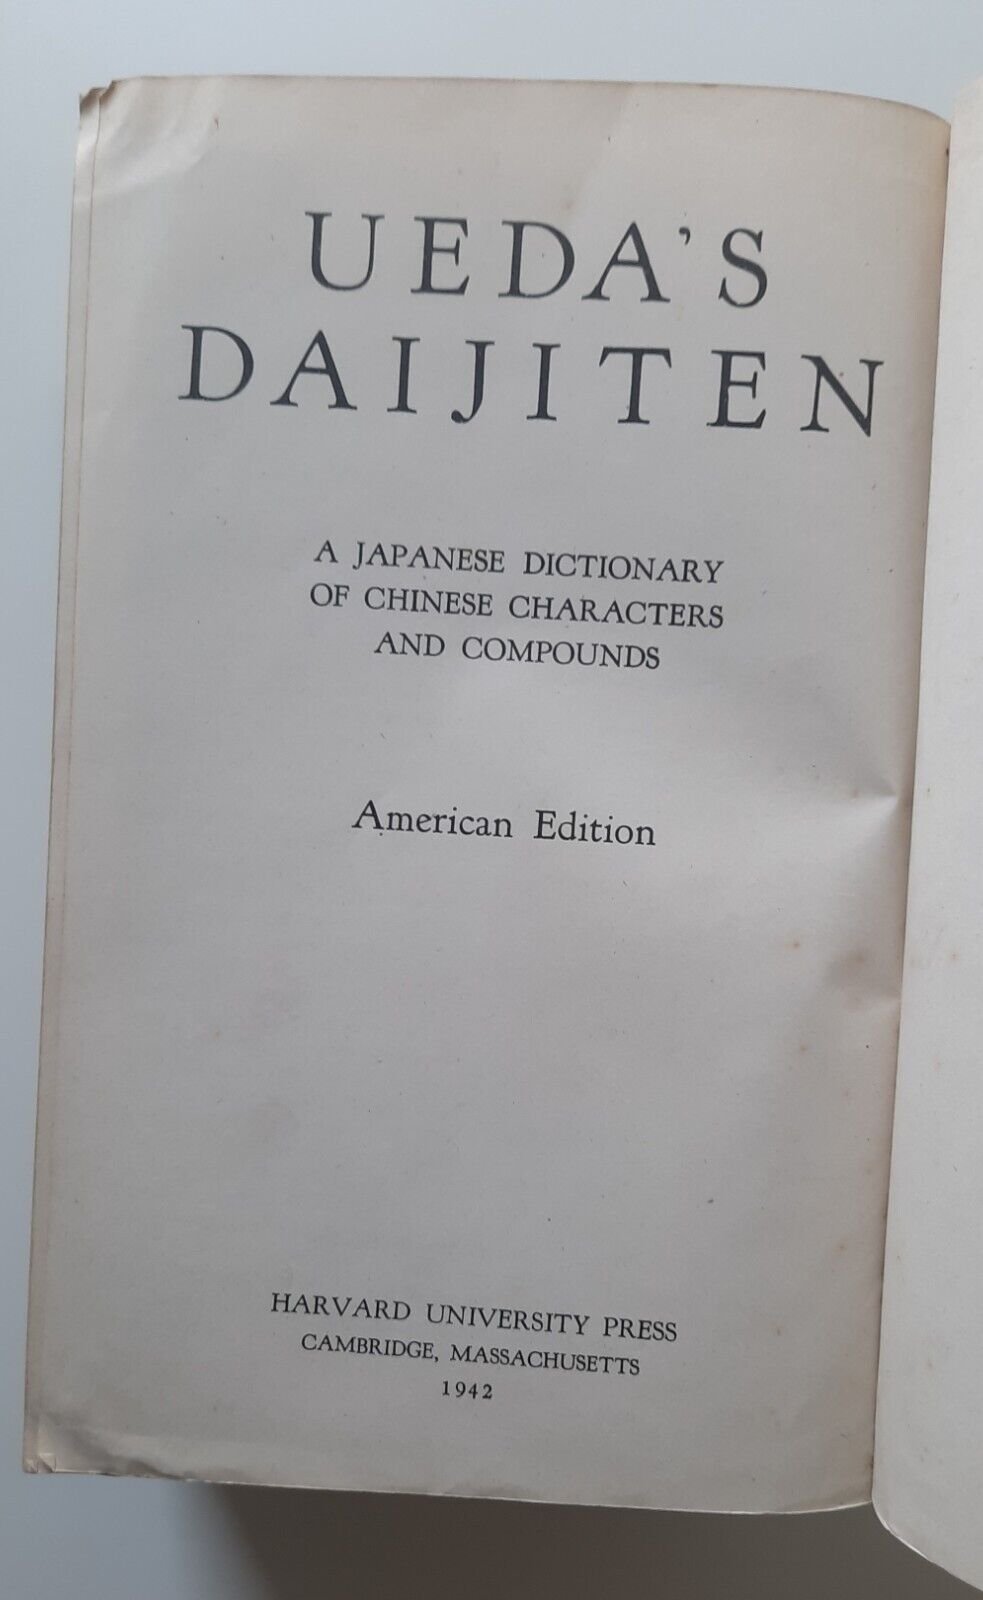 UEDA'S
DAIJITEN
A JAPANESE DICTIONARY
OF CHINESE CHARACTERS
AND COMPOUNDS
American Edition
HARVARD UNIVERSITY PRESS
CAMBRIDGE, MASSACHUSETTS
1942